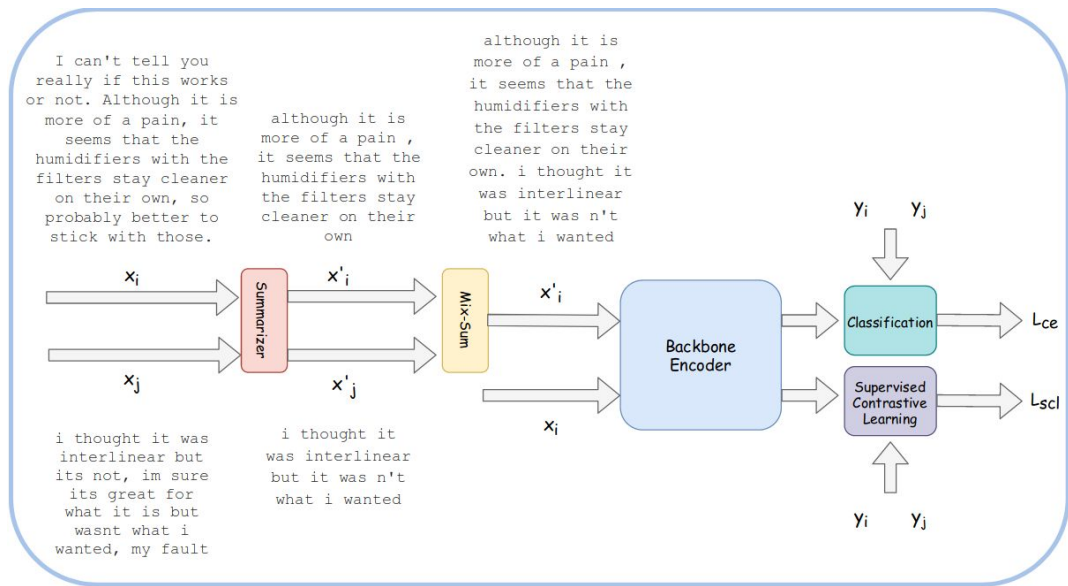 I can't tell you
really if this works
or not. Although it is
more of a pain, it
seems that the
humidifiers with the
filters stay cleaner
on their own, so
probably better to
stick with those.
although it is
more of a pain ,
it seems that the
humidifiers with
the filters stay
cleaner on their
own
although it is
more of a pain ,
it seems that the
humidifiers with
the filters stay
cleaner on their
own. i thought it
was interlinear
but it was n't
what i wanted
xi
x'i
Summarizer
Mix-Sum
xj
x'j
x'i
xi
Backbone
Encoder
yi yj
Classification
Lce
Supervised
Contrastive
Learning
Lscl
yi yj
i thought it was
interlinear but
its not, im sure
its great for
what it is but
wasnt what i
wanted, my fault
i thought it
was interlinear
but it was n't
what i wanted